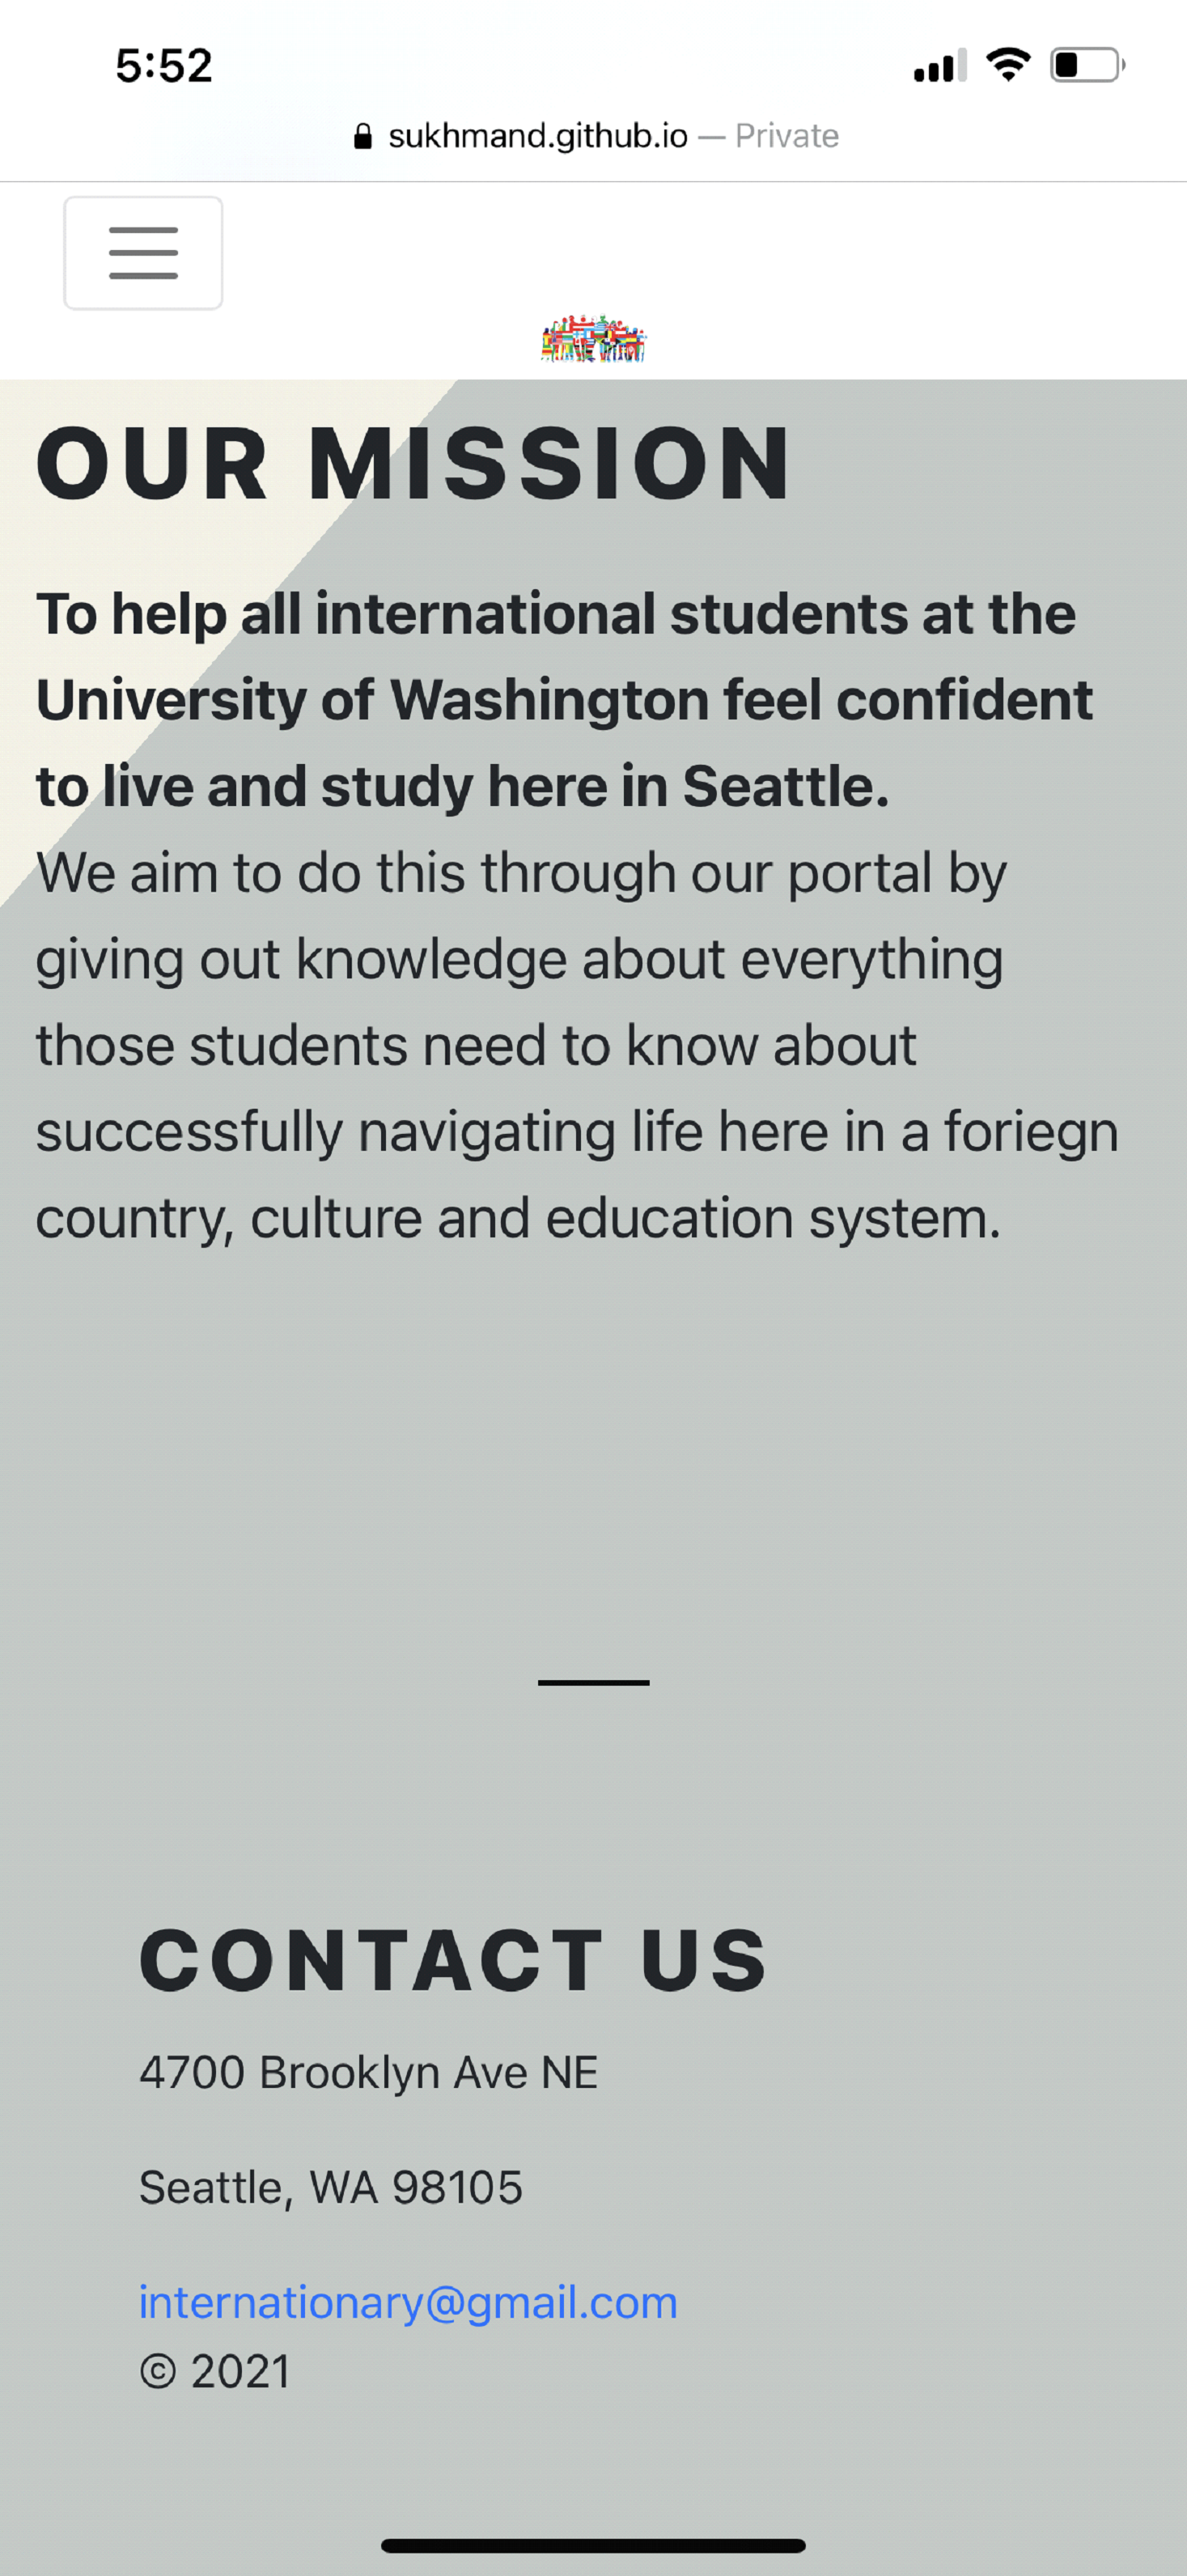 5:52
sukhmand.github.io — Private
OUR MISSION
To help all international students at the
University of Washington feel confident
to live and study here in Seattle.
We aim to do this through our portal by
giving out knowledge about everything
those students need to know about
successfully navigating life here in a foriegn
country, culture and education system.
CONTACT US
4700 Brooklyn Ave NE
Seattle, WA 98105
internationary@gmail.com
© 2021